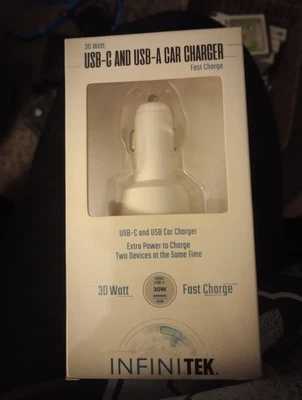 30 Watt
USB-C AND USB-A CAR CHARGER
Fast Charge
USB-C and USB Car Charger
Extra Power to Charge
Two Devices at the Same Time
30 Watt
30W
Fast Charge
INFINITEK